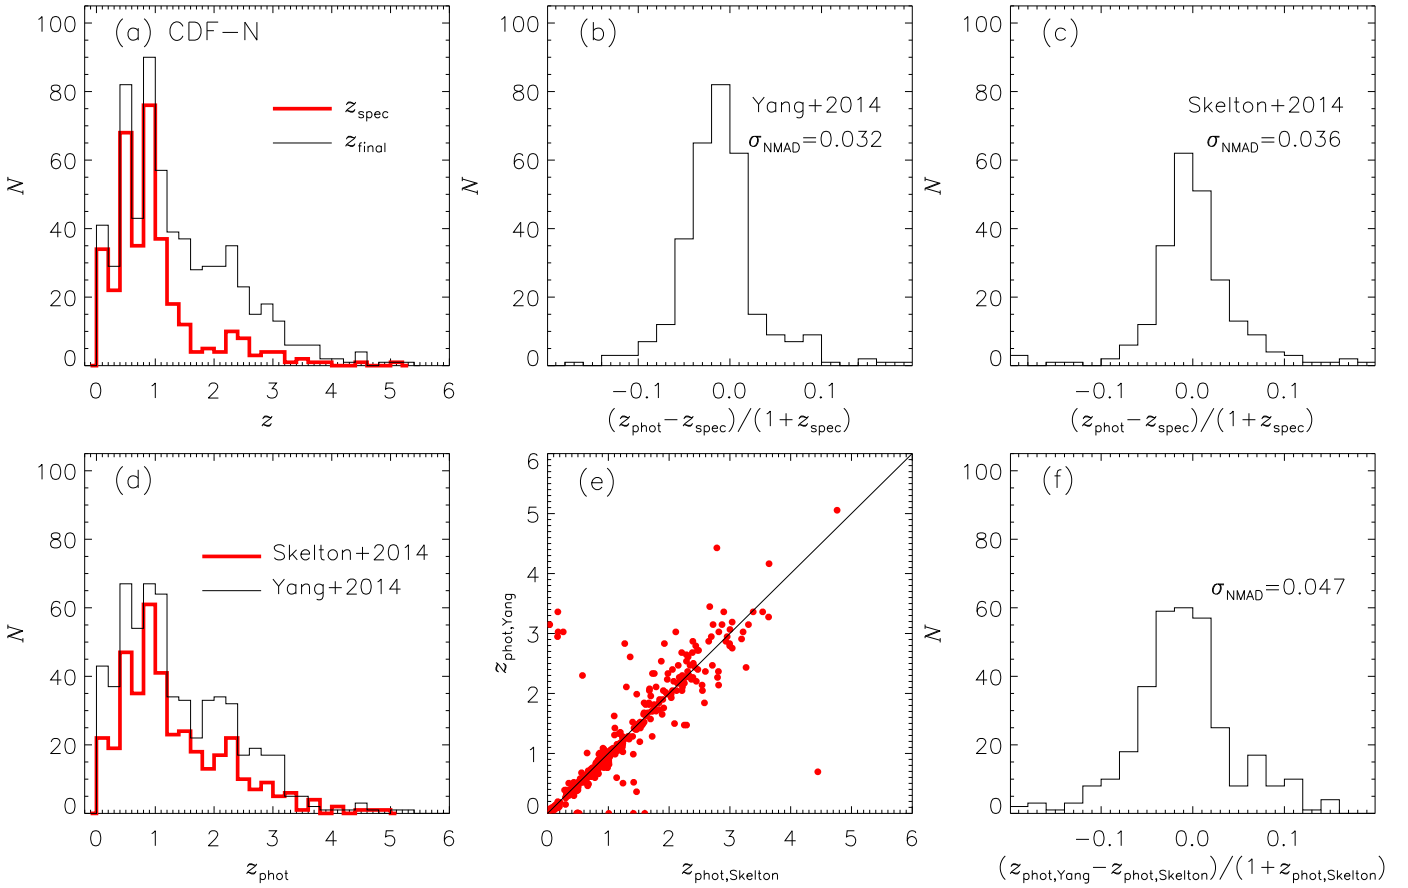 (a) CDF−N
z_spec
z_final
N
100
80
60
40
20
0
0 1 2 3 4 5 6
z
(b)
Yang+2014
σ_NMAD=0.032
N
100
80
60
40
20
0
−0.1 0.0 0.1
(z_phot−z_spec)/(1+z_spec)
(c)
Skelton+2014
σ_NMAD=0.036
N
100
80
60
40
20
0
−0.1 0.0 0.1
(z_phot−z_spec)/(1+z_spec)
(d)
Skelton+2014
Yang+2014
N
100
80
60
40
20
0
0 1 2 3 4 5 6
z_phot
(e)
z_phot,Yang
6
5
4
3
2
1
0
0 1 2 3 4 5 6
z_phot,Skelton
(f)
σ_NMAD=0.047
N
100
80
60
40
20
0
−0.1 0.0 0.1
(z_phot,Yang−z_phot,Skelton)/(1+z_phot,Skelton)